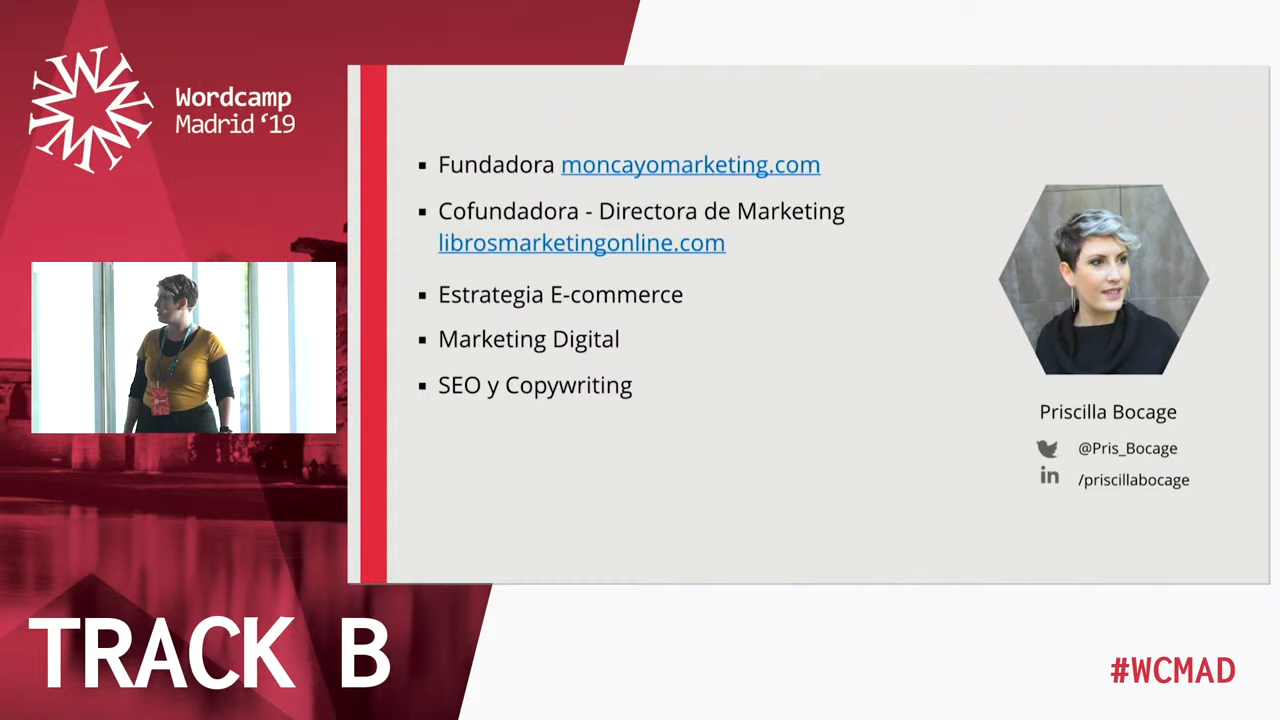 Wordcamp
Madrid ‘19
▪ Fundadora moncayomarketing.com
▪ Cofundadora - Directora de Marketing
librosmarketingonline.com
▪ Estrategia E-commerce
▪ Marketing Digital
▪ SEO y Copywriting
Priscilla Bocage
@Pris_Bocage
in /priscillabocage
TRACK B
#WCMAD